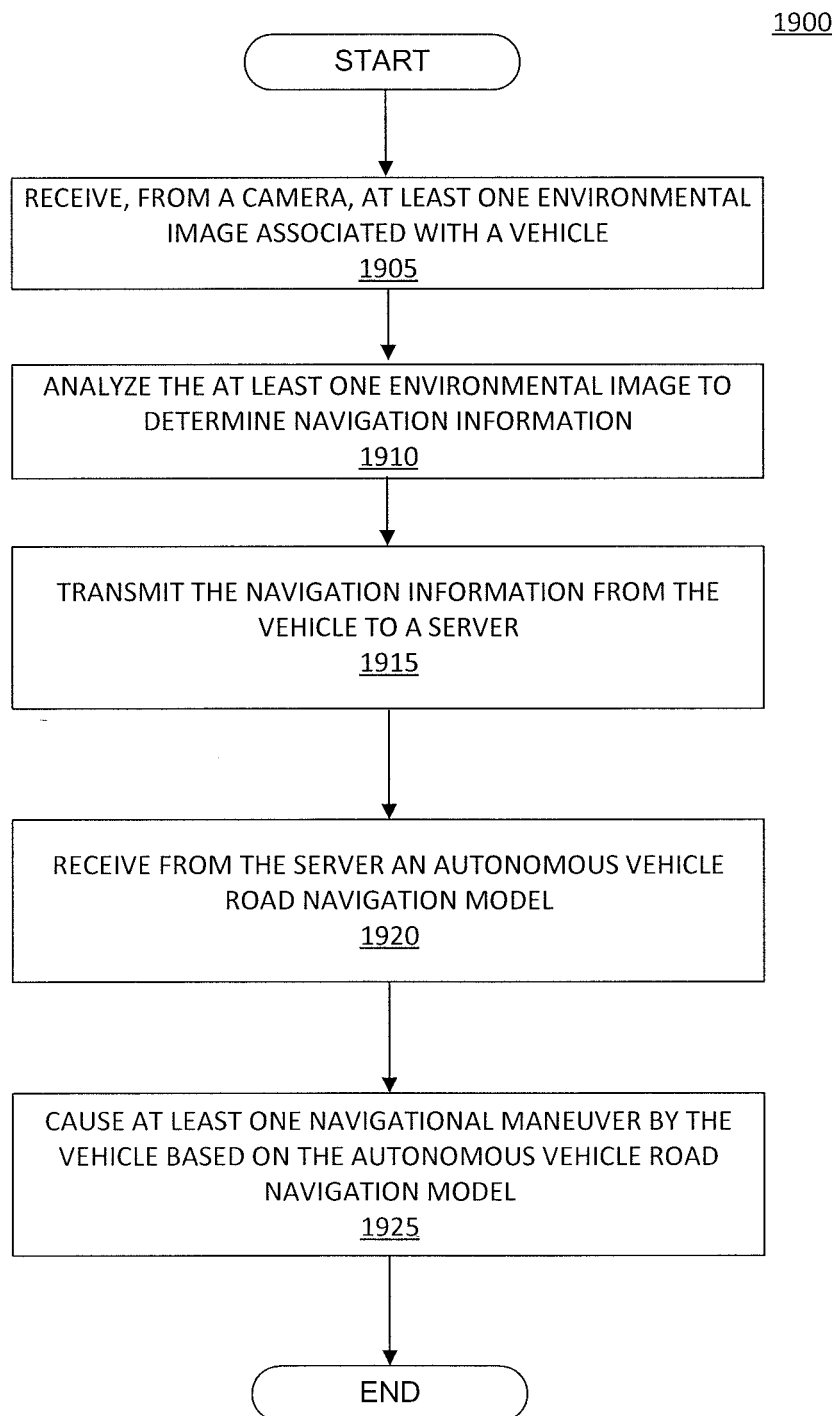 1900
START
RECEIVE, FROM A CAMERA, AT LEAST ONE ENVIRONMENTAL
IMAGE ASSOCIATED WITH A VEHICLE
1905
ANALYZE THE AT LEAST ONE ENVIRONMENTAL IMAGE TO
DETERMINE NAVIGATION INFORMATION
1910
TRANSMIT THE NAVIGATION INFORMATION FROM THE
VEHICLE TO A SERVER
1915
RECEIVE FROM THE SERVER AN AUTONOMOUS VEHICLE
ROAD NAVIGATION MODEL
1920
CAUSE AT LEAST ONE NAVIGATIONAL MANEUVER BY THE
VEHICLE BASED ON THE AUTONOMOUS VEHICLE ROAD
NAVIGATION MODEL
1925
END